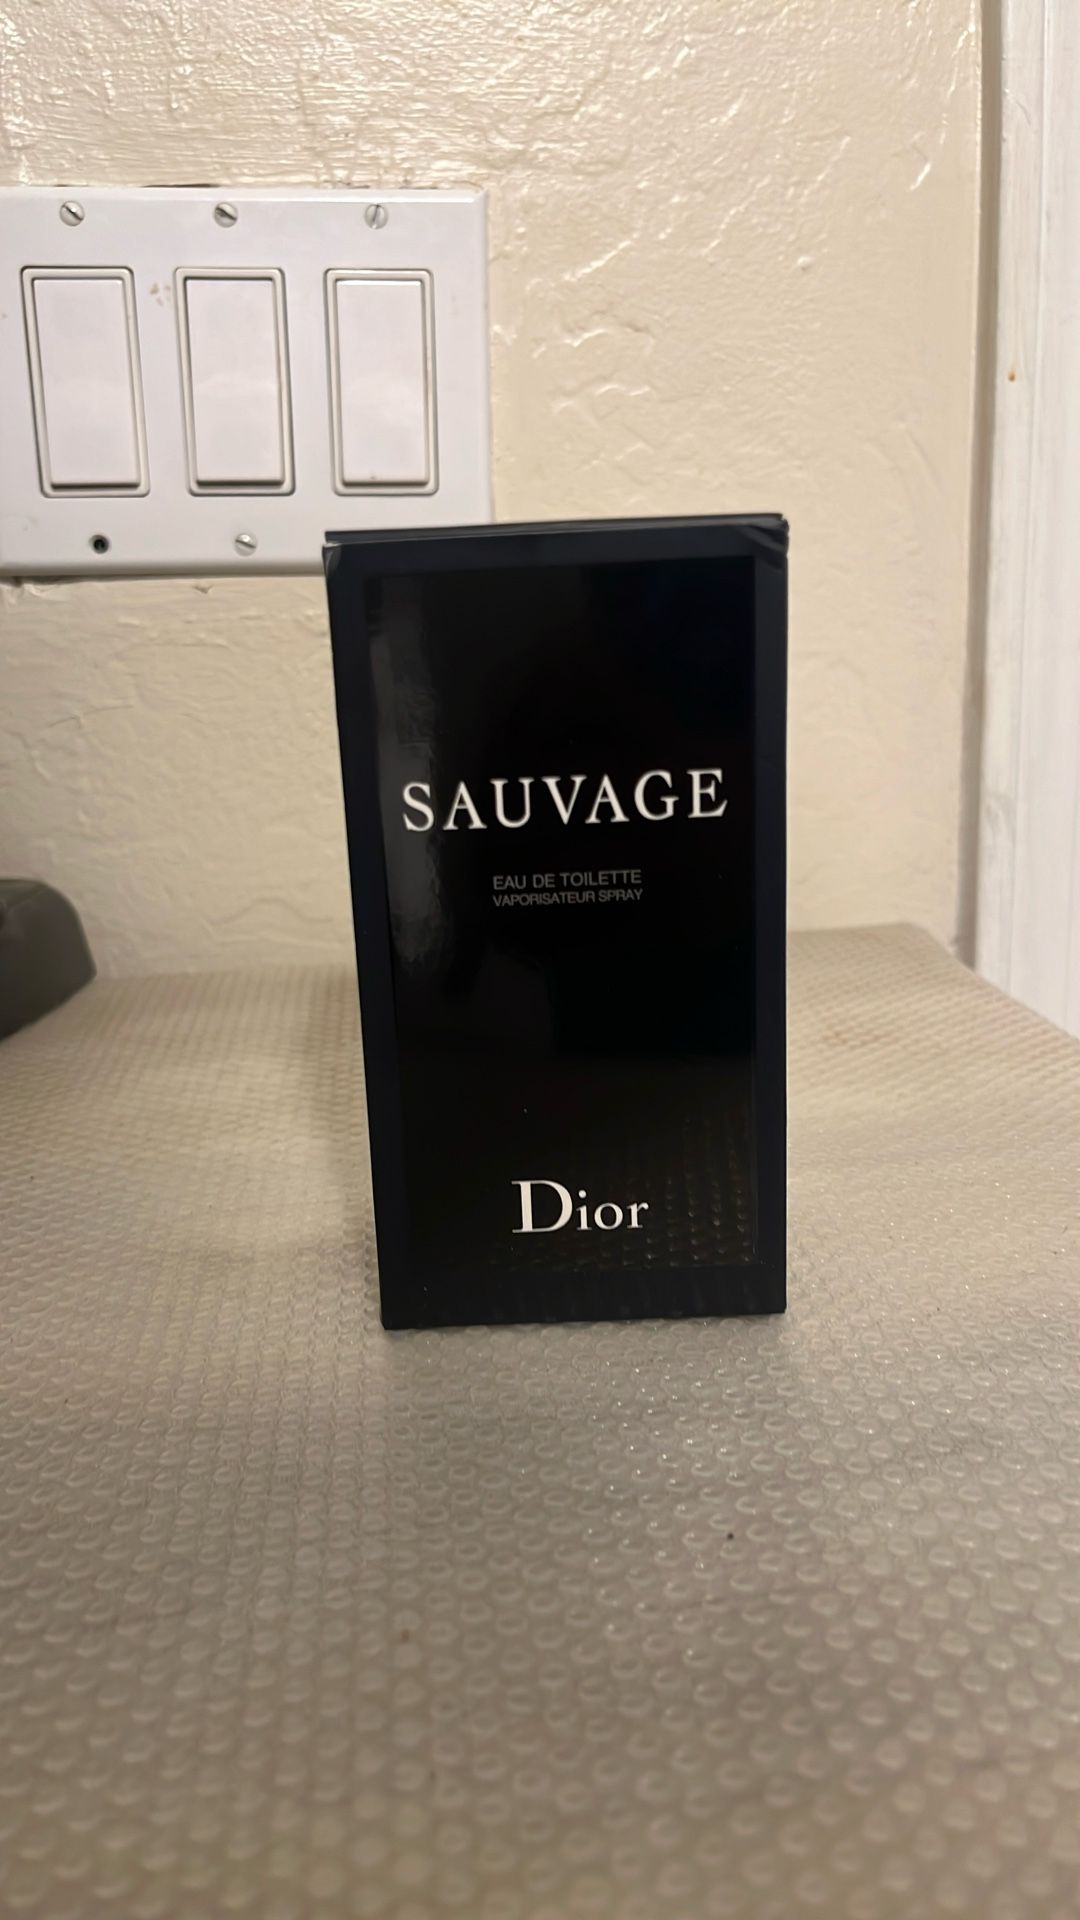 SAUVAGE
EAU DE TOILETTE
VAPORISATEUR SPRAY
Dior